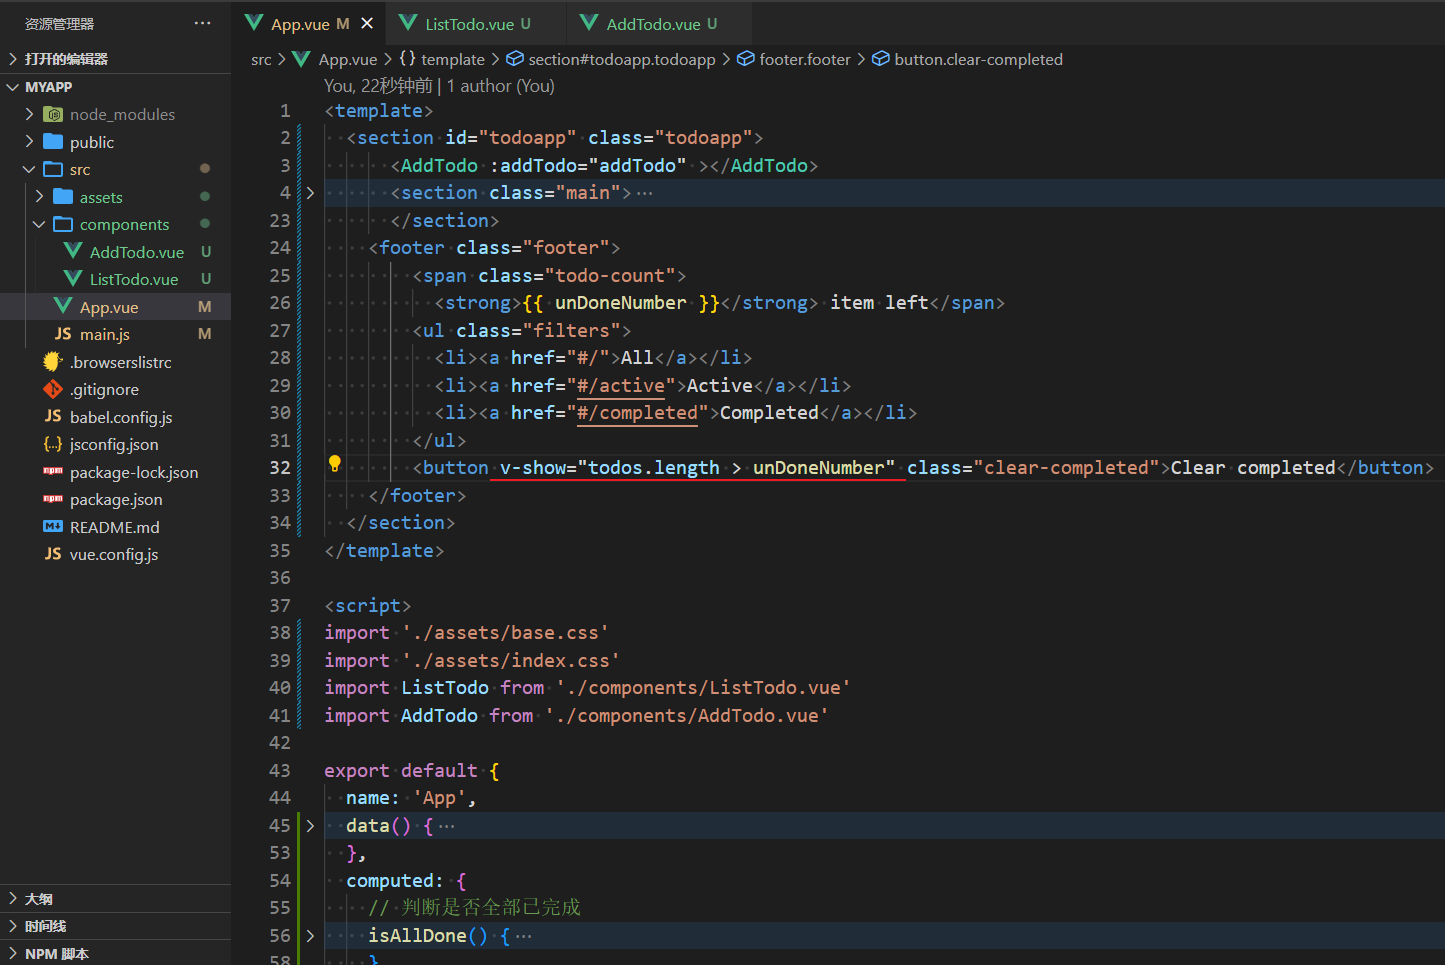 资源管理器 ···
打开的编辑器
MYAPP
node_modules
public
src
assets
components
AddTodo.vue U
ListTodo.vue U
App.vue M
JS main.js M
.browserslistrc
.gitignore
JS babel.config.js
{..} jsconfig.json
npm package-lock.json
npm package.json
README.md
JS vue.config.js
大纲
时间线
NPM 脚本
App.vue M × ListTodo.vue U AddTodo.vue U
src > App.vue > {} template > section#todoapp.todoapp > footer.footer > button.clear-completed
You, 22秒钟前 | 1 author (You)
1 <template>
2 <section id="todoapp" class="todoapp">
3 <AddTodo :addTodo="addTodo" ></AddTodo>
4 <section class="main">···
23 </section>
24 <footer class="footer">
25 <span class="todo-count">
26 <strong>{{ unDoneNumber }}</strong> item left</span>
27 <ul class="filters">
28 <li><a href="#/">All</a></li>
29 <li><a href="#/active">Active</a></li>
30 <li><a href="#/completed">Completed</a></li>
31 </ul>
32 <button v-show="todos.length > unDoneNumber" class="clear-completed">Clear completed</button>
33 </footer>
34 </section>
35 </template>
36
37 <script>
38 import './assets/base.css'
39 import './assets/index.css'
40 import ListTodo from './components/ListTodo.vue'
41 import AddTodo from './components/AddTodo.vue'
42
43 export default {
44 name: 'App',
45 data() {···
53 },
54 computed: {
55 // 判断是否全部已完成
56 isAllDone() {···
58 }